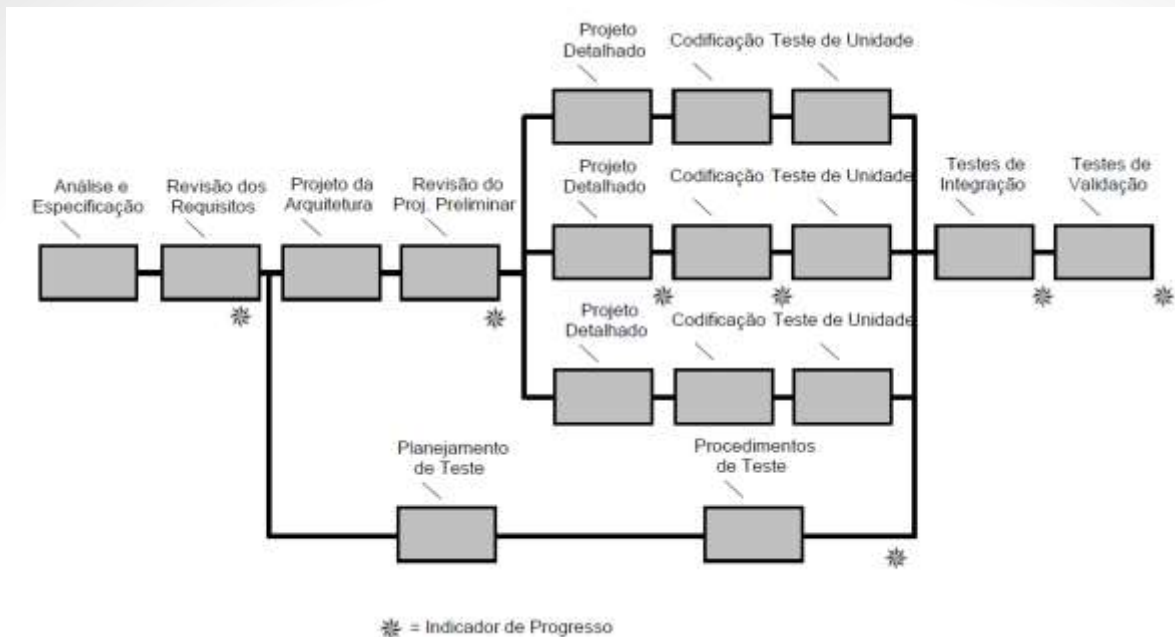 Projeto
Detalhado
Codificação Teste de Unidade
Projeto
Detalhado
Codificação Teste de Unidade
Análise e
Especificação
Revisão dos
Requisitos
Projeto da
Arquitetura
Revisão do
Proj. Preliminar
Testes de
Integração
Testes de
Validação
Projeto
Detalhado
Codificação Teste de Unidade
Planejamento
de Teste
Procedimentos
de Teste
= Indicador de Progresso